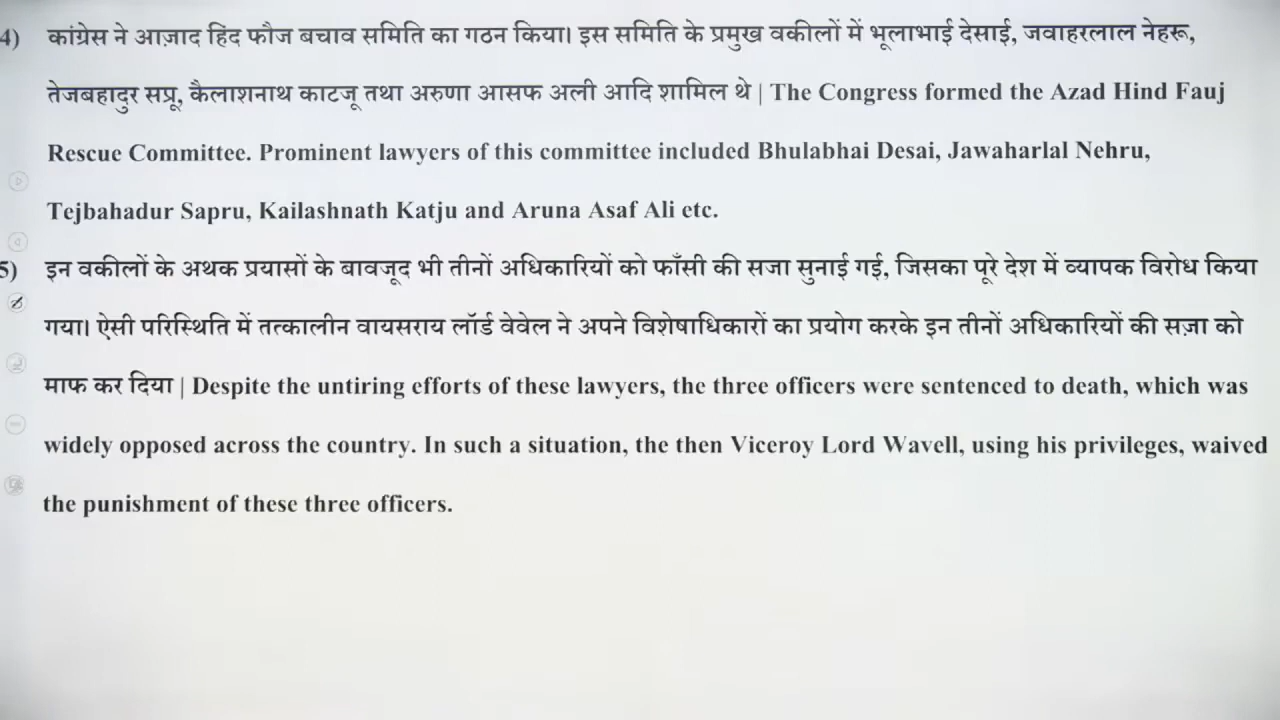 4) कांग्रेस ने आज़ाद हिंद फौज बचाव समिति का गठन किया। इस समिति के प्रमुख वकीलों में भूलाभाई देसाई, जवाहरलाल नेहरू,
तेजबहादुर सप्रू, कैलाशनाथ काटजू तथा अरुणा आसफ अली आदि शामिल थे | The Congress formed the Azad Hind Fauj
Rescue Committee. Prominent lawyers of this committee included Bhulabhai Desai, Jawaharlal Nehru,
Tejbahadur Sapru, Kailashnath Katju and Aruna Asaf Ali etc.
5) इन वकीलों के अथक प्रयासों के बावजूद भी तीनों अधिकारियों को फाँसी की सजा सुनाई गई, जिसका पूरे देश में व्यापक विरोध किया
गया। ऐसी परिस्थिति में तत्कालीन वायसराय लॉर्ड वेवेल ने अपने विशेषाधिकारों का प्रयोग करके इन तीनों अधिकारियों की सज़ा को
माफ कर दिया | Despite the untiring efforts of these lawyers, the three officers were sentenced to death, which was
widely opposed across the country. In such a situation, the then Viceroy Lord Wavell, using his privileges, waived
the punishment of these three officers.